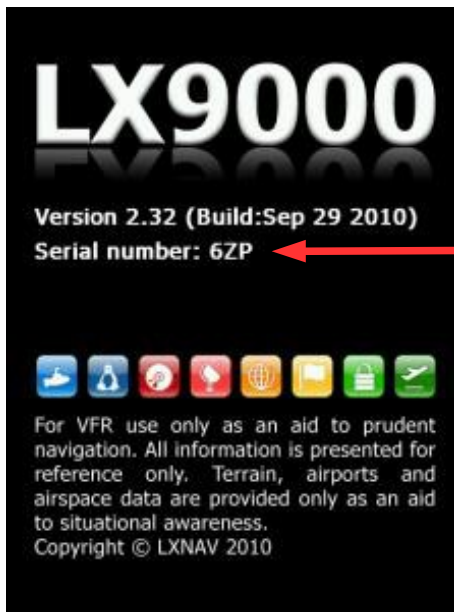 LX9000
Version 2.32 (Build:Sep 29 2010)
Serial number: 6ZP
For VFR use only as an aid to prudent
navigation. All information is presented for
reference only. Terrain, airports and
airspace data are provided only as an aid
to situational awareness.
Copyright © LXNAV 2010